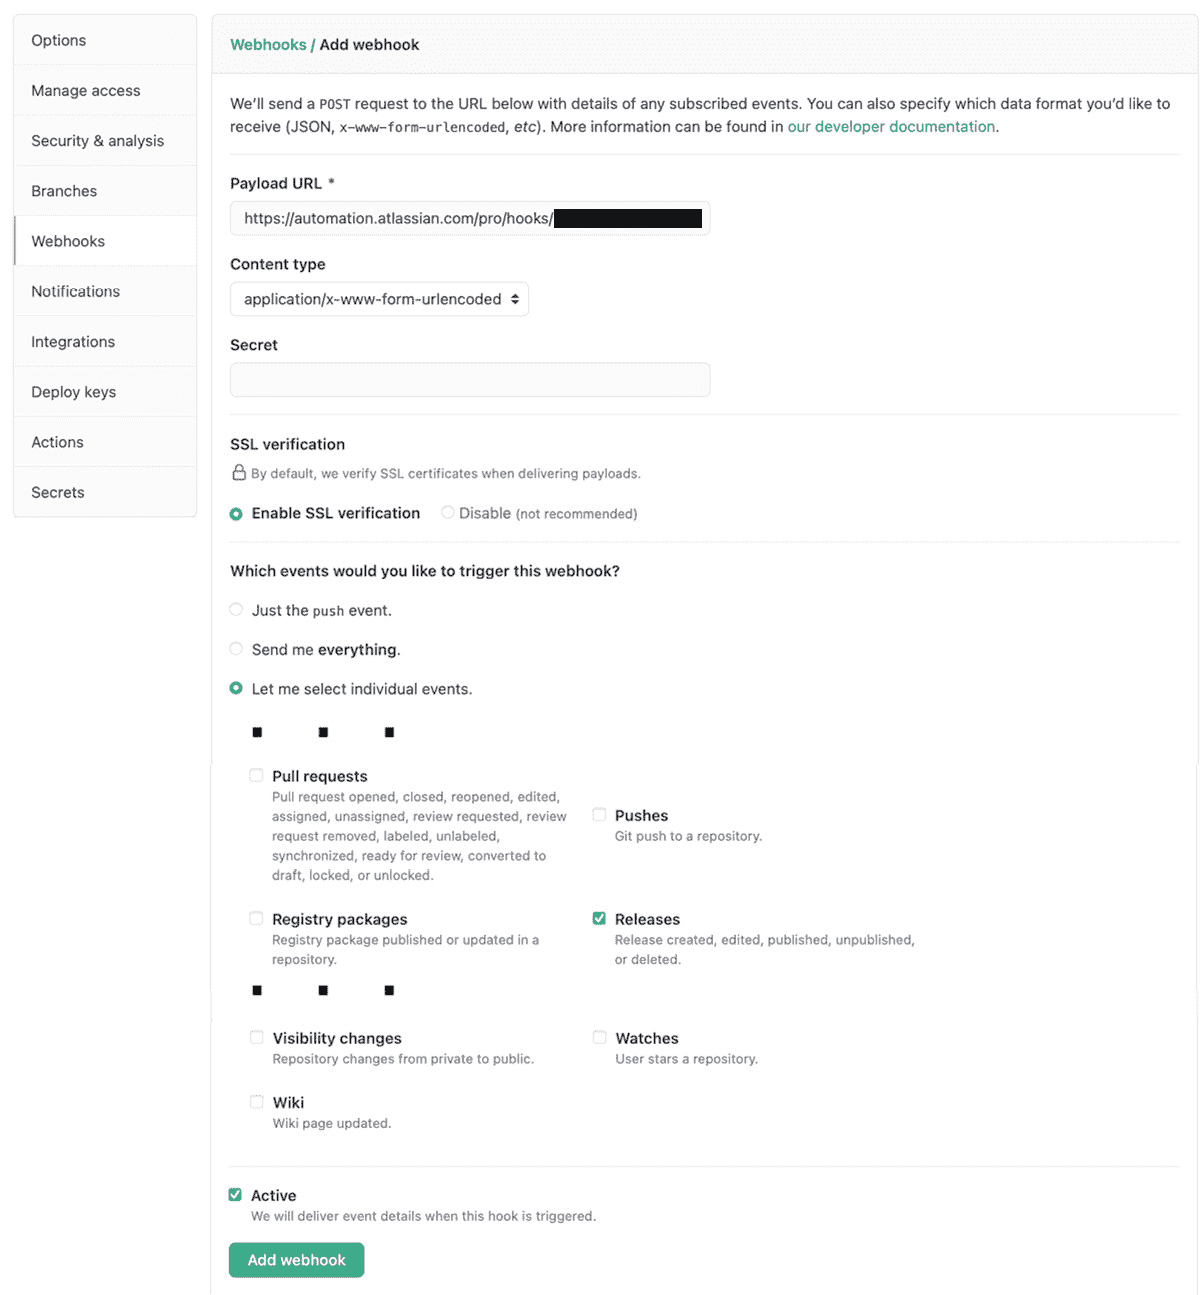 Options
Manage access
Security & analysis
Branches
Webhooks
Notifications
Integrations
Deploy keys
Actions
Secrets
Webhooks / Add webhook
We’ll send a POST request to the URL below with details of any subscribed events. You can also specify which data format you’d like to
receive (JSON, x-www-form-urlencoded, etc). More information can be found in our developer documentation.
Payload URL *
https://automation.atlassian.com/pro/hooks/
Content type
application/x-www-form-urlencoded
Secret
SSL verification
By default, we verify SSL certificates when delivering payloads.
Enable SSL verification
Disable (not recommended)
Which events would you like to trigger this webhook?
Just the push event.
Send me everything.
Let me select individual events.
Pull requests
Pull request opened, closed, reopened, edited,
assigned, unassigned, review requested, review
request removed, labeled, unlabeled,
synchronized, ready for review, converted to
draft, locked, or unlocked.
Pushes
Git push to a repository.
Registry packages
Registry package published or updated in a
repository.
Releases
Release created, edited, published, unpublished,
or deleted.
Visibility changes
Repository changes from private to public.
Watches
User stars a repository.
Wiki
Wiki page updated.
Active
We will deliver event details when this hook is triggered.
Add webhook